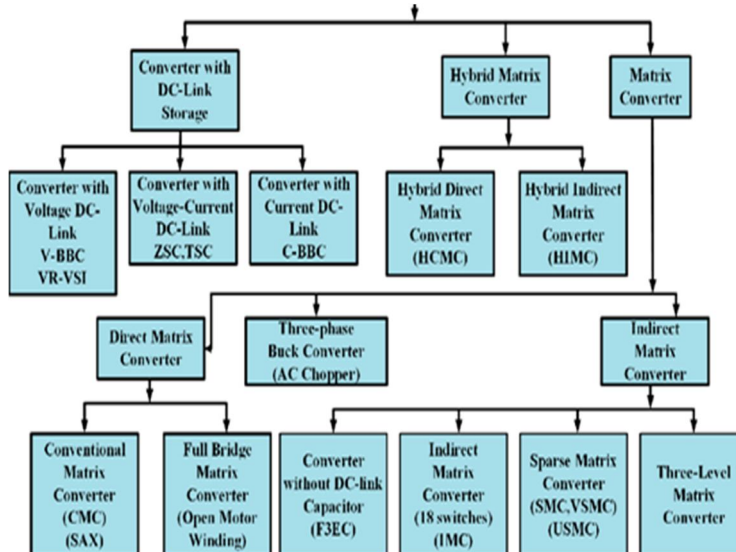 Converter with
DC-Link
Storage
Hybrid Matrix
Converter
Matrix
Converter
Converter with
Voltage DC-
Link
V-BBC
VR-VSI
Converter with
Voltage-Current
DC-Link
ZSC,TSC
Converter with
Current DC-
Link
C-BBC
Hybrid Direct
Matrix
Converter
(HCMC)
Hybrid Indirect
Matrix
Converter
(HIMC)
Direct Matrix
Converter
Three-phase
Buck Converter
(AC Chopper)
Indirect
Matrix
Converter
Conventional
Matrix
Converter
(CMC)
(SAX)
Full Bridge
Matrix
Converter
(Open Motor
Winding)
Converter
without DC-link
Capacitor
(F3EC)
Indirect
Matrix
Converter
(18 switches)
(IMC)
Sparse Matrix
Converter
(SMC,VSMC)
USMC)
Three-Level
Matrix
Converter